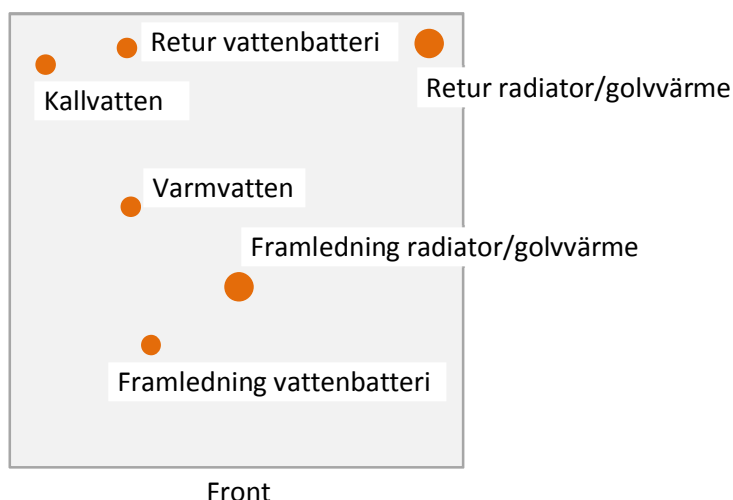 Retur vattenbatteri
Kallvatten
Retur radiator/golvvärme
Varmvatten
Framledning radiator/golvvärme
Framledning vattenbatteri
Front